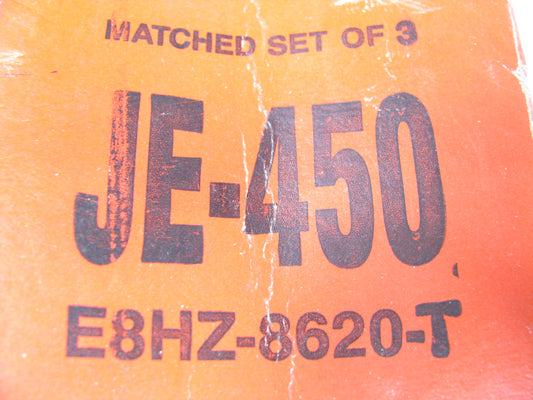 MATCHED SET OF 3
JE-450
E8HZ-8620-T